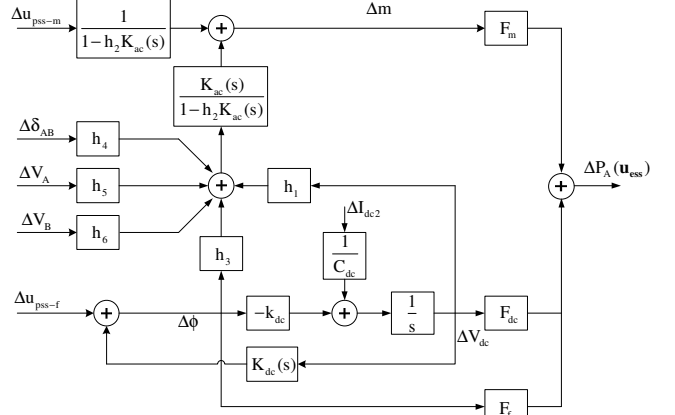 Δu_pss-m
1
1-h₂K_ac(s)
+
Δm
F_m
K_ac(s)
1-h₂K_ac(s)
Δδ_AB
h₄
ΔV_A
h₅
+
h₁
+
ΔP_A(u_ess)
ΔV_B
h₆
ΔI_dc2
h₃
1
C_dc
Δu_pss-f
+
Δϕ
-k_dc
+
1
s
ΔV_dc
F_dc
K_dc(s)